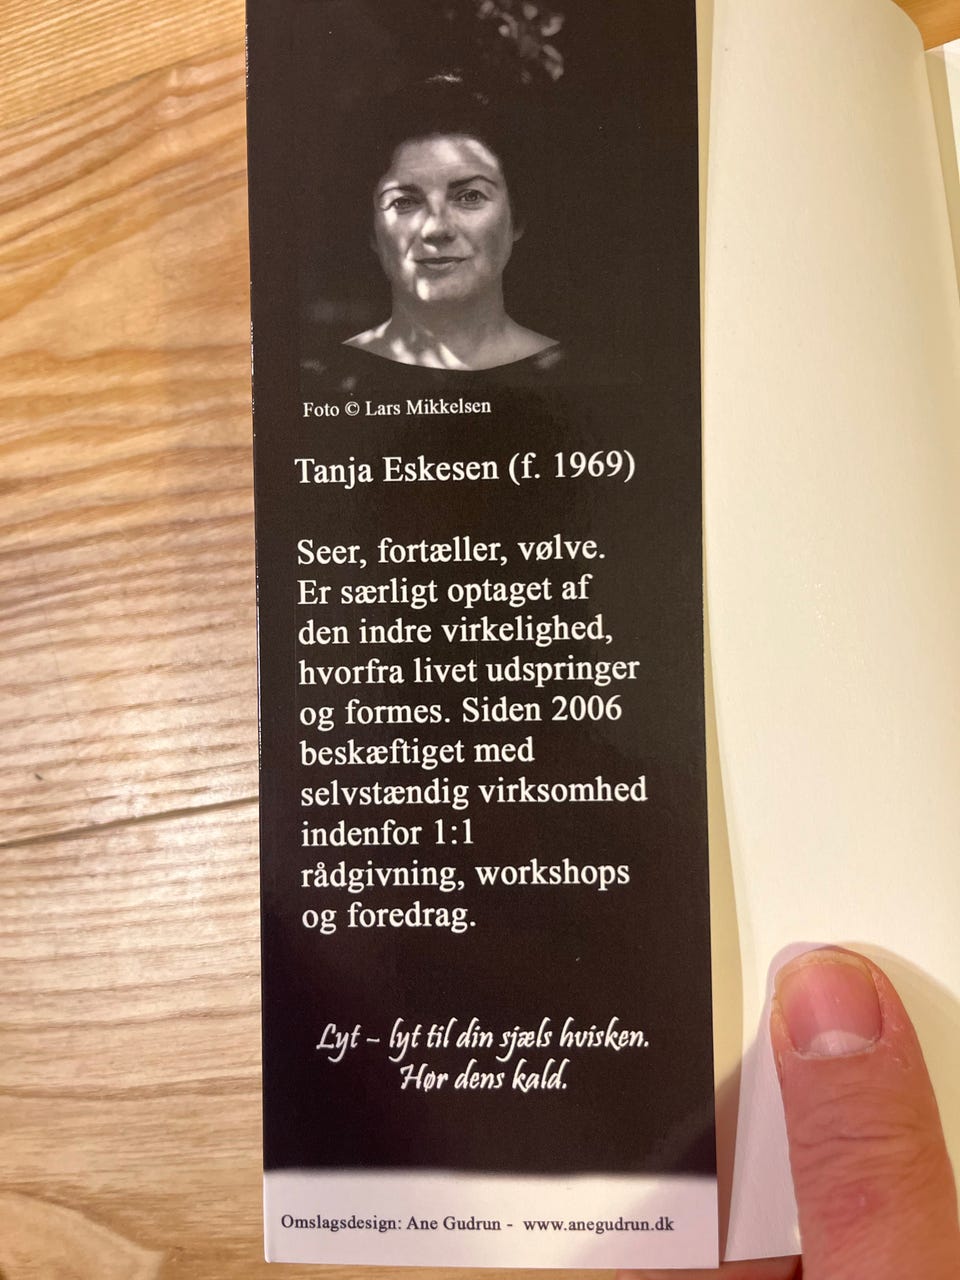 Foto © Lars Mikkelsen
Tanja Eskesen (f. 1969)
Seer, fortæller, vølve.
Er særligt optaget af
den indre virkelighed,
hvorfra livet udspringer
og formes. Siden 2006
beskæftiget med
selvstændig virksomhed
indenfor 1:1
rådgivning, workshops
og foredrag.
Lyt – lyt til din sjæls hvisken.
Hør dens kald.
Omslagsdesign: Ane Gudrun - www.anegudrun.dk